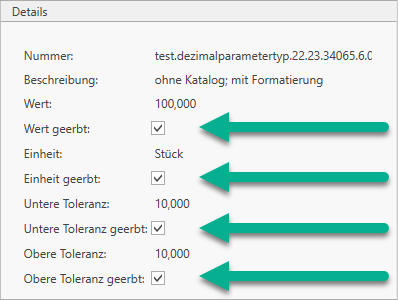 Details
Nummer: test.dezimalparametertyp.22.23.34065.6.0
Beschreibung: ohne Katalog; mit Formatierung
Wert: 100,000
Wert geerbt:
Einheit: Stück
Einheit geerbt:
Untere Toleranz: 10,000
Untere Toleranz geerbt:
Obere Toleranz: 10,000
Obere Toleranz geerbt: